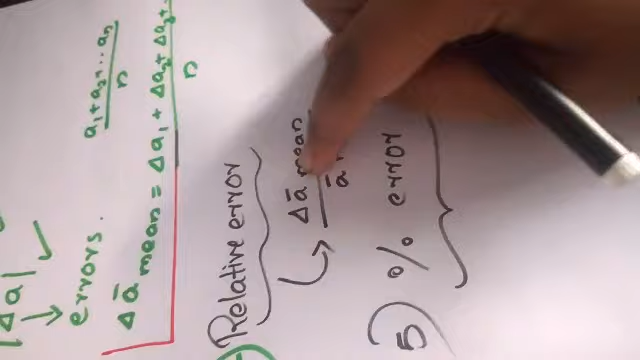 a₁+a₂+..aₙ
n
|Δa|
↳ errors.
Δā mean = Δa₁ + Δa₂ + Δa₃+
n
Relative error
↳ Δā mean
ā
5) % error